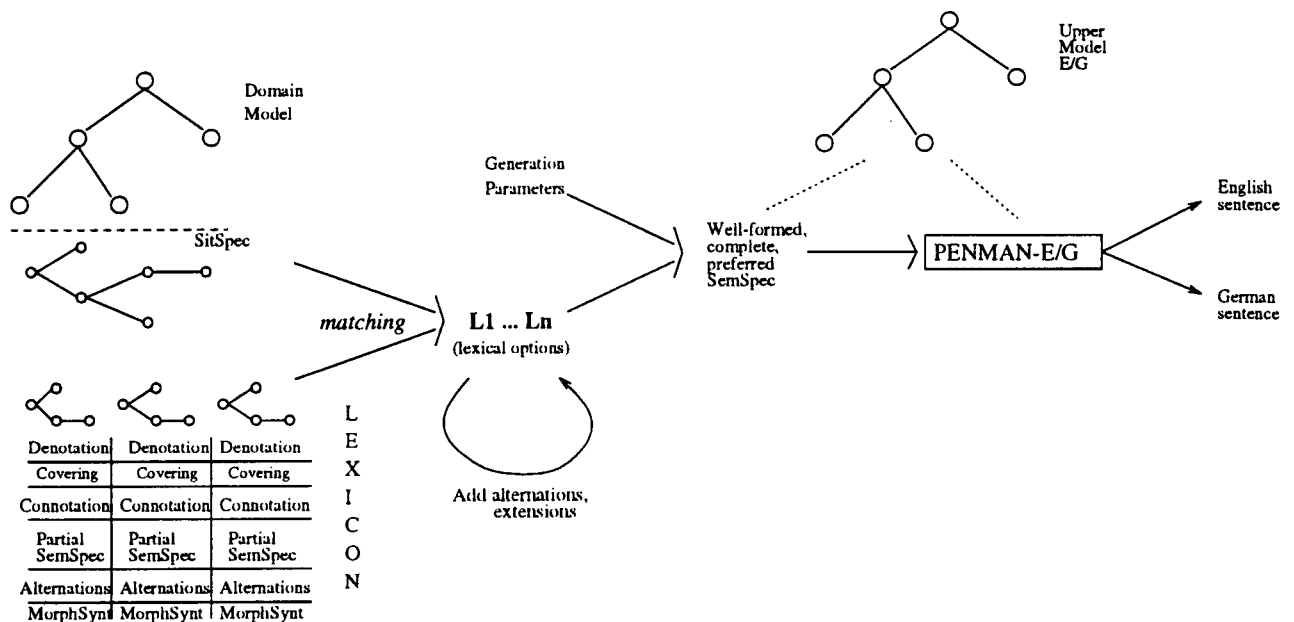 Upper
Model
E/G
Domain
Model
Generation
Parameters
English
sentence
SitSpec
Well-formed,
complete,
preferred
SemSpec
PENMAN-E/G
German
sentence
matching
L1 ... Ln
(lexical options)
L
E
X
I
C
O
N
Denotation Denotation Denotation
Covering Covering Covering
Connotation Connotation Connotation
Partial Partial Partial
SemSpec SemSpec SemSpec
Alternations Alternations Alternations
MorphSynt MorphSynt MorphSynt
Add alternations,
extensions